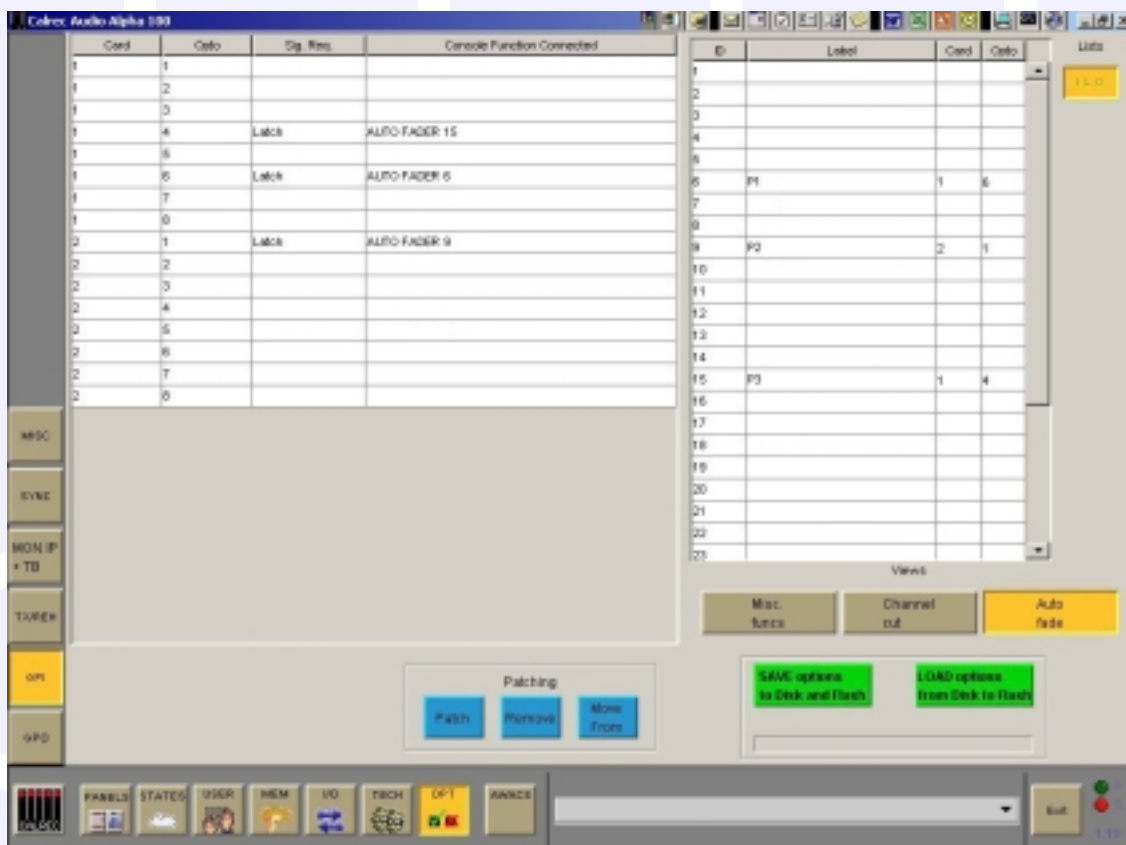 Calrec Audio Alpha 100
Card Opto Sig. Req. Console Function Connected
1 1
1 2
1 3
1 4 Latch AUTO FADER 15
1 5
1 6 Latch AUTO FADER 6
1 7
1 8
2 1 Latch AUTO FADER 9
2 2
2 3
2 4
2 5
2 6
2 7
2 8
ID Label Card Opto
1
2
3
4
5
6 P1 1 6
7
8
9 P2 2 1
10
11
12
13
14
15 P3 1 4
16
17
18
19
20
21
22
23
Lists
Views
Misc. funcs
Channel cut
Auto fade
MISC
SYNC
MON IP + TB
TX/REH
GPI
GPO
Patching
Patch
Remove
Move From
SAVE options to Disk and Flash
LOAD options from Disk to Flash
CALREC
PANELS
STATES
USER
MEM
I/O
TECH
OPT
AWACS
Exit